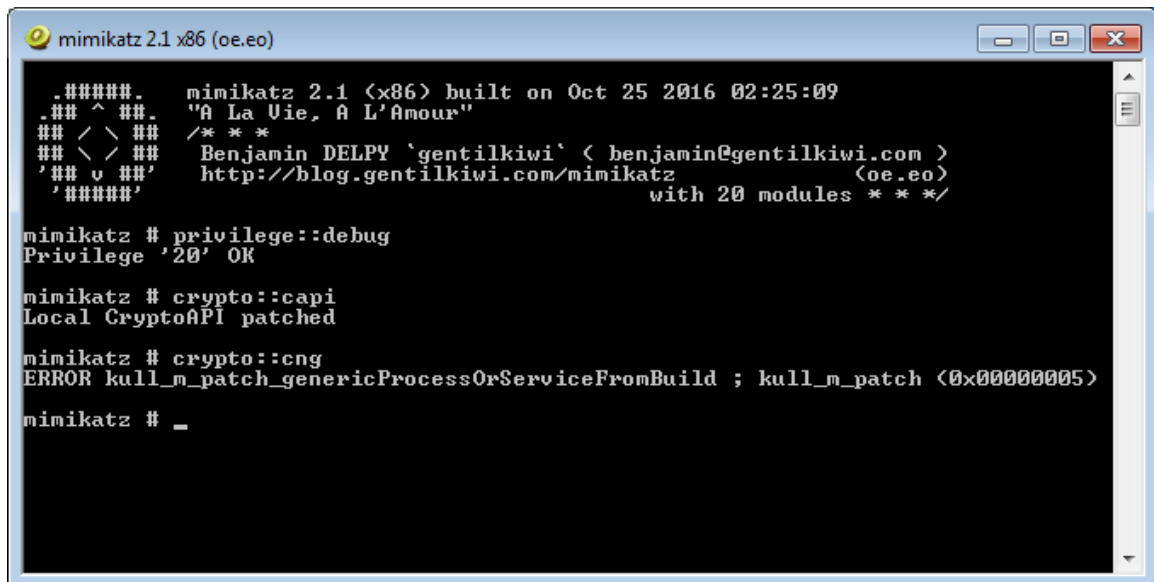 mimikatz 2.1 x86 (oe.eo)
  .#####.   mimikatz 2.1 (x86) built on Oct 25 2016 02:25:09
 .## ^ ##.  "A La Vie, A L'Amour"
 ## / \ ##  /* * *
 ## \ / ##   Benjamin DELPY `gentilkiwi` ( benjamin@gentilkiwi.com )
 '## v ##'   http://blog.gentilkiwi.com/mimikatz             (oe.eo)
  '#####'                                     with 20 modules * * */
mimikatz # privilege::debug
Privilege '20' OK
mimikatz # crypto::capi
Local CryptoAPI patched
mimikatz # crypto::cng
ERROR kull_m_patch_genericProcessOrServiceFromBuild ; kull_m_patch (0x00000005)
mimikatz # _